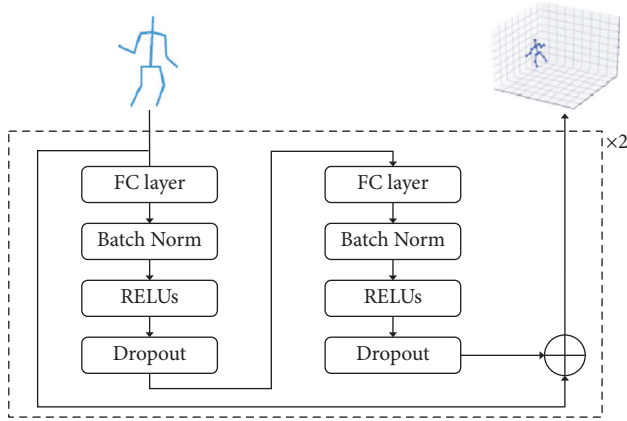 ×2
FC layer
Batch Norm
RELUs
Dropout
FC layer
Batch Norm
RELUs
Dropout